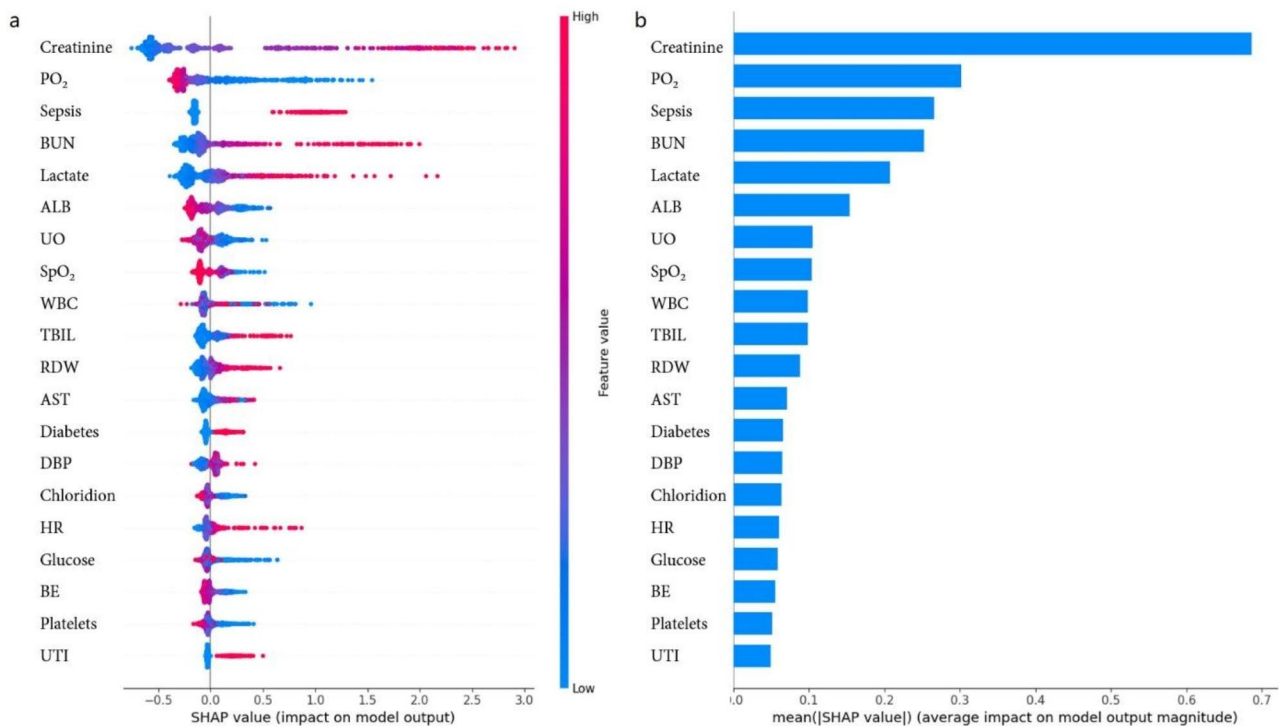 a
High
Creatinine
PO₂
Sepsis
BUN
Lactate
ALB
UO
SpO₂
WBC
TBIL
RDW
AST
Diabetes
DBP
Chloridion
HR
Glucose
BE
Platelets
UTI
Feature value
Low
−0.5 0.0 0.5 1.0 1.5 2.0 2.5 3.0
SHAP value (impact on model output)
b
Creatinine
PO₂
Sepsis
BUN
Lactate
ALB
UO
SpO₂
WBC
TBIL
RDW
AST
Diabetes
DBP
Chloridion
HR
Glucose
BE
Platelets
UTI
.0 0.1 0.2 0.3 0.4 0.5 0.6 0.7
mean(|SHAP value|) (average impact on model output magnitude)